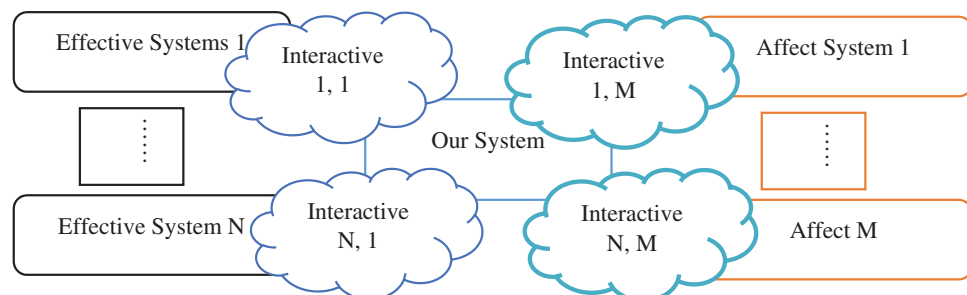 Effective Systems 1
Interactive
1, 1
Interactive
1, M
Affect System 1
......
Our System
......
Effective System N
Interactive
N, 1
Interactive
N, M
Affect M